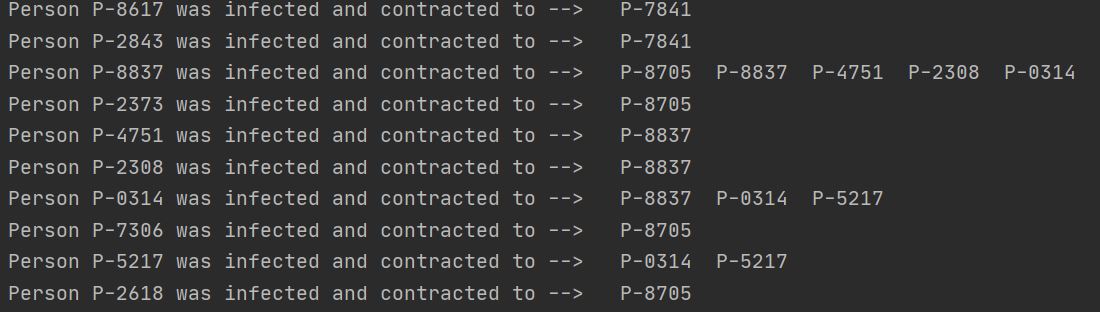 Person P-8617 was infected and contracted to -->   P-7841
Person P-2843 was infected and contracted to -->   P-7841
Person P-8837 was infected and contracted to -->   P-8705  P-8837  P-4751  P-2308  P-0314
Person P-2373 was infected and contracted to -->   P-8705
Person P-4751 was infected and contracted to -->   P-8837
Person P-2308 was infected and contracted to -->   P-8837
Person P-0314 was infected and contracted to -->   P-8837  P-0314  P-5217
Person P-7306 was infected and contracted to -->   P-8705
Person P-5217 was infected and contracted to -->   P-0314  P-5217
Person P-2618 was infected and contracted to -->   P-8705